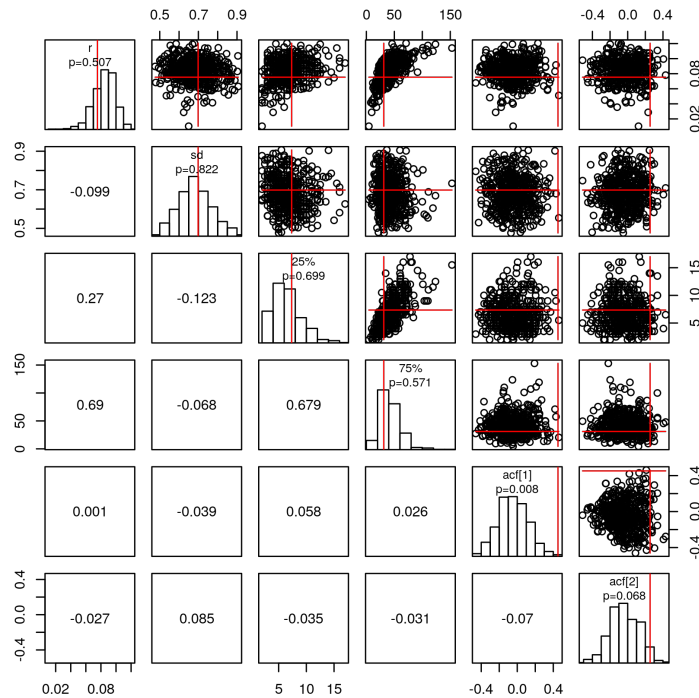 0.5 0.7 0.9
0 50 150
-0.4 0.0 0.4
r
p=0.507
0.02 0.08
0.5 0.7 0.9
-0.099
sd
p=0.822
0.27
-0.123
25%
p=0.699
5 10 15
0 50 150
0.69
-0.068
0.679
75%
p=0.571
0.001
-0.039
0.058
0.026
acf[1]
p=0.008
-0.4 0.0 0.4
-0.4 0.0 0.4
-0.027
0.085
-0.035
-0.031
-0.07
acf[2]
p=0.068
0.02 0.08
5 10 15
-0.4 0.0 0.4